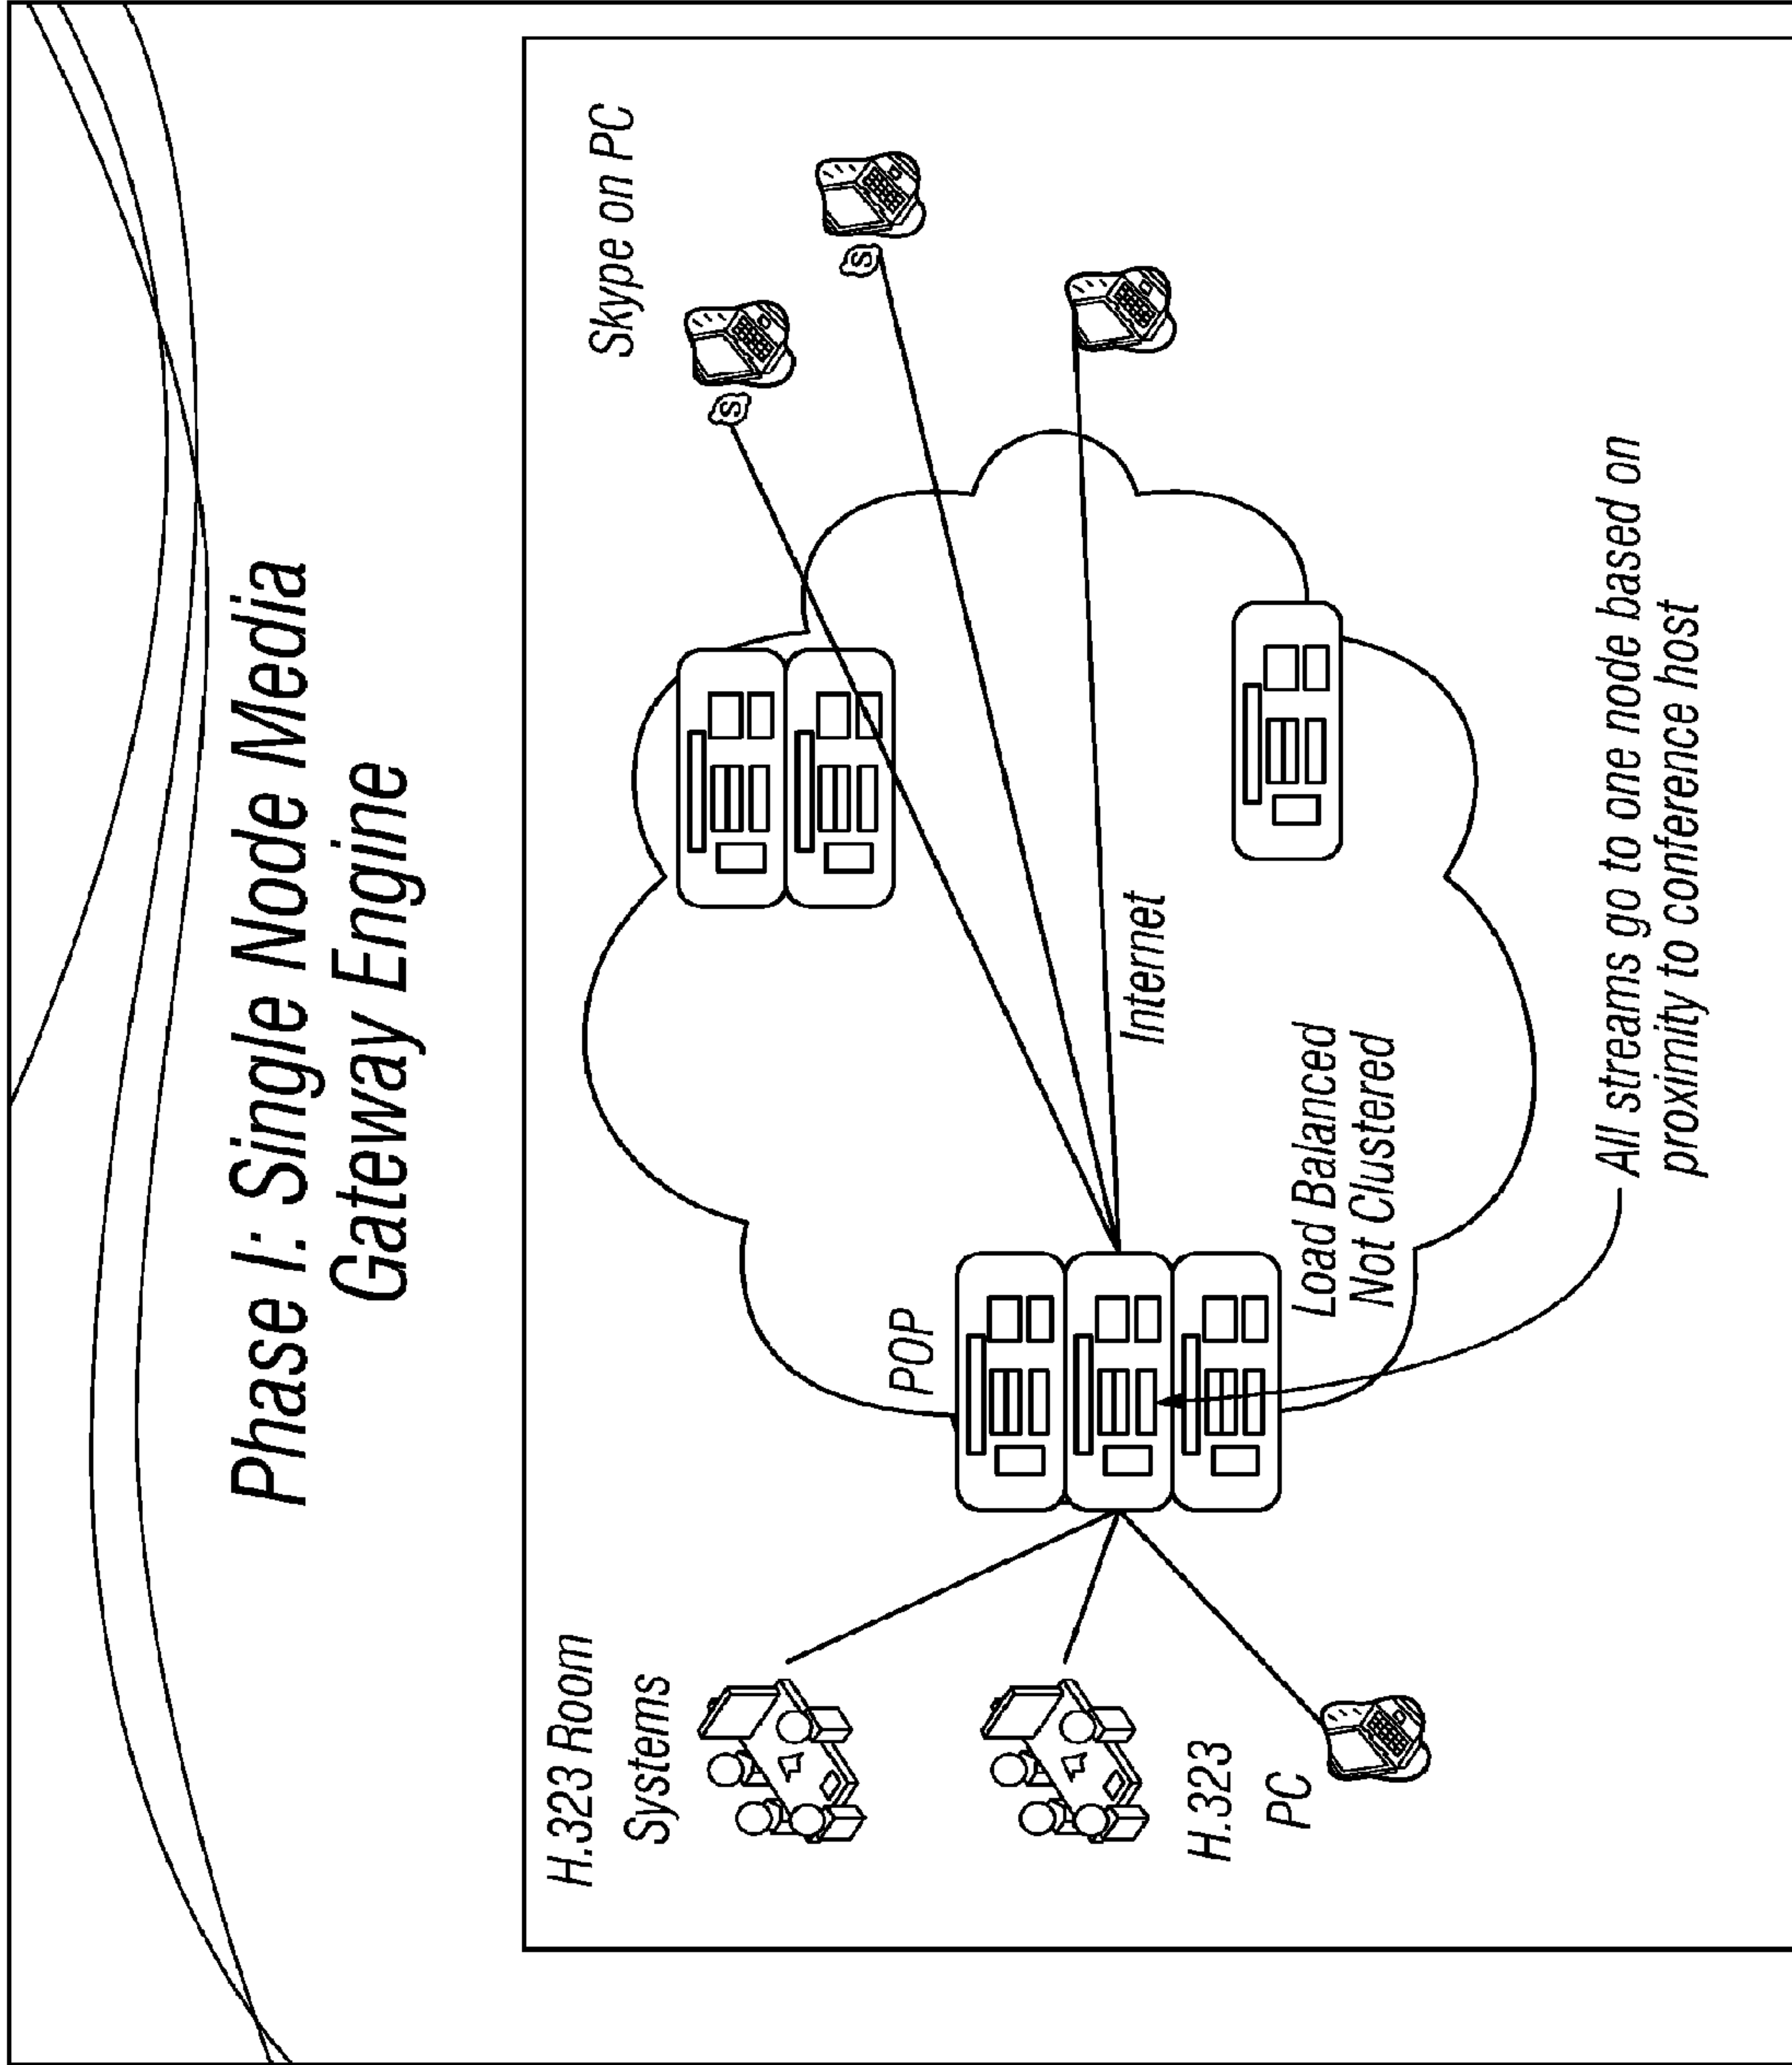 Phase I: Single Node Media
Gateway Engine
H.323 Room
Systems
Skype on PC
S
S
POP
Internet
H.323
PC
Load Balanced
Not Clustered
All streams go to one node based on
proximity to conference host